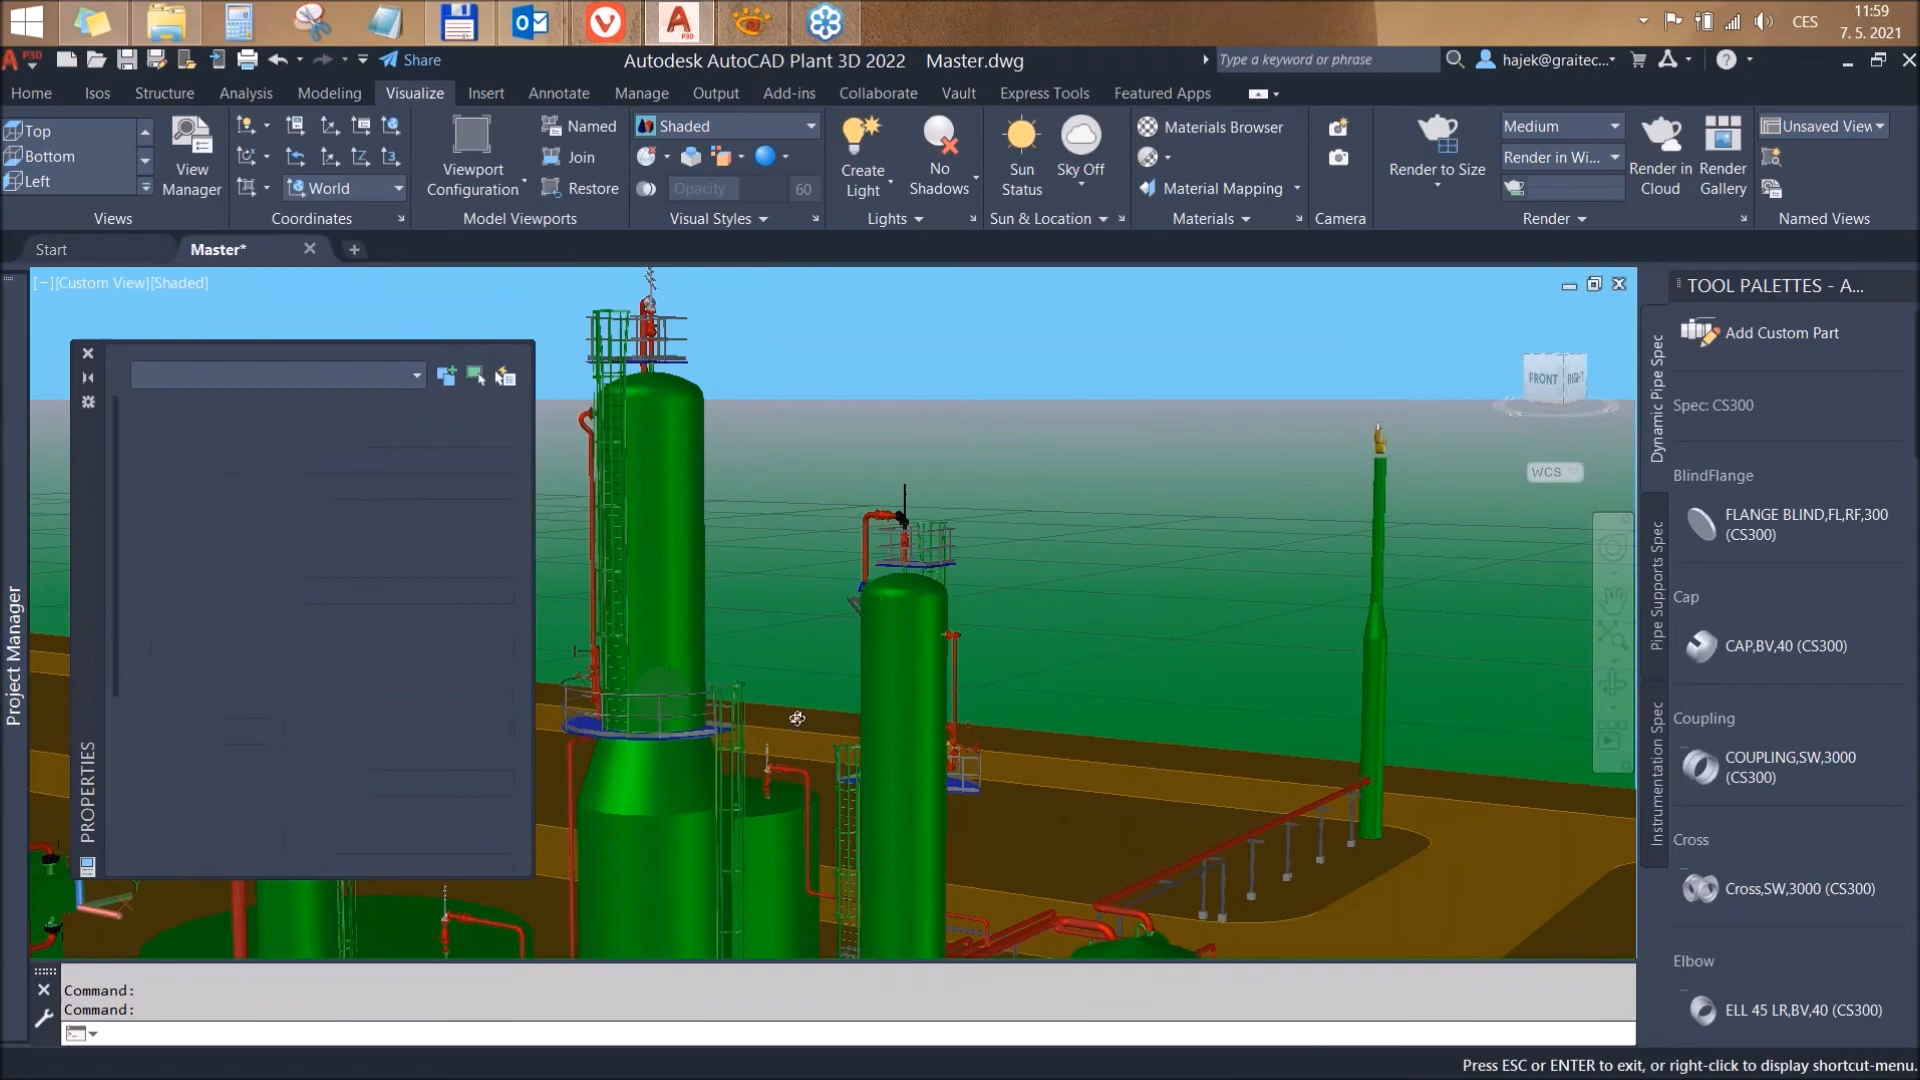 CES
11:59
7. 5. 2021
P3D
Share
Autodesk AutoCAD Plant 3D 2022 Master.dwg
Type a keyword or phrase
hajek@graitec...
Home Isos Structure Analysis Modeling Visualize Insert Annotate Manage Output Add-ins Collaborate Vault Express Tools Featured Apps
Top
Bottom
Left
View
Manager
Views
World
Coordinates
Viewport
Configuration
Named
Join
Restore
Model Viewports
Shaded
Opacity 60
Visual Styles
Create
Light
No
Shadows
Lights
Sun
Status
Sky Off
Sun & Location
Materials Browser
Material Mapping
Materials
Camera
Render to Size
Medium
Render in Wi...
Render in
Cloud
Render
Gallery
Render
Unsaved View
Named Views
Start
Master*
[−][Custom View][Shaded]
FRONT
RIGHT
WCS
Project Manager
PROPERTIES
TOOL PALETTES - A...
Dynamic Pipe Spec
Pipe Supports Spec
Instrumentation Spec
Add Custom Part
Spec: CS300
BlindFlange
FLANGE BLIND,FL,RF,300
(CS300)
Cap
CAP,BV,40 (CS300)
Coupling
COUPLING,SW,3000
(CS300)
Cross
Cross,SW,3000 (CS300)
Elbow
ELL 45 LR,BV,40 (CS300)
Command:
Command:
Press ESC or ENTER to exit, or right-click to display shortcut-menu.